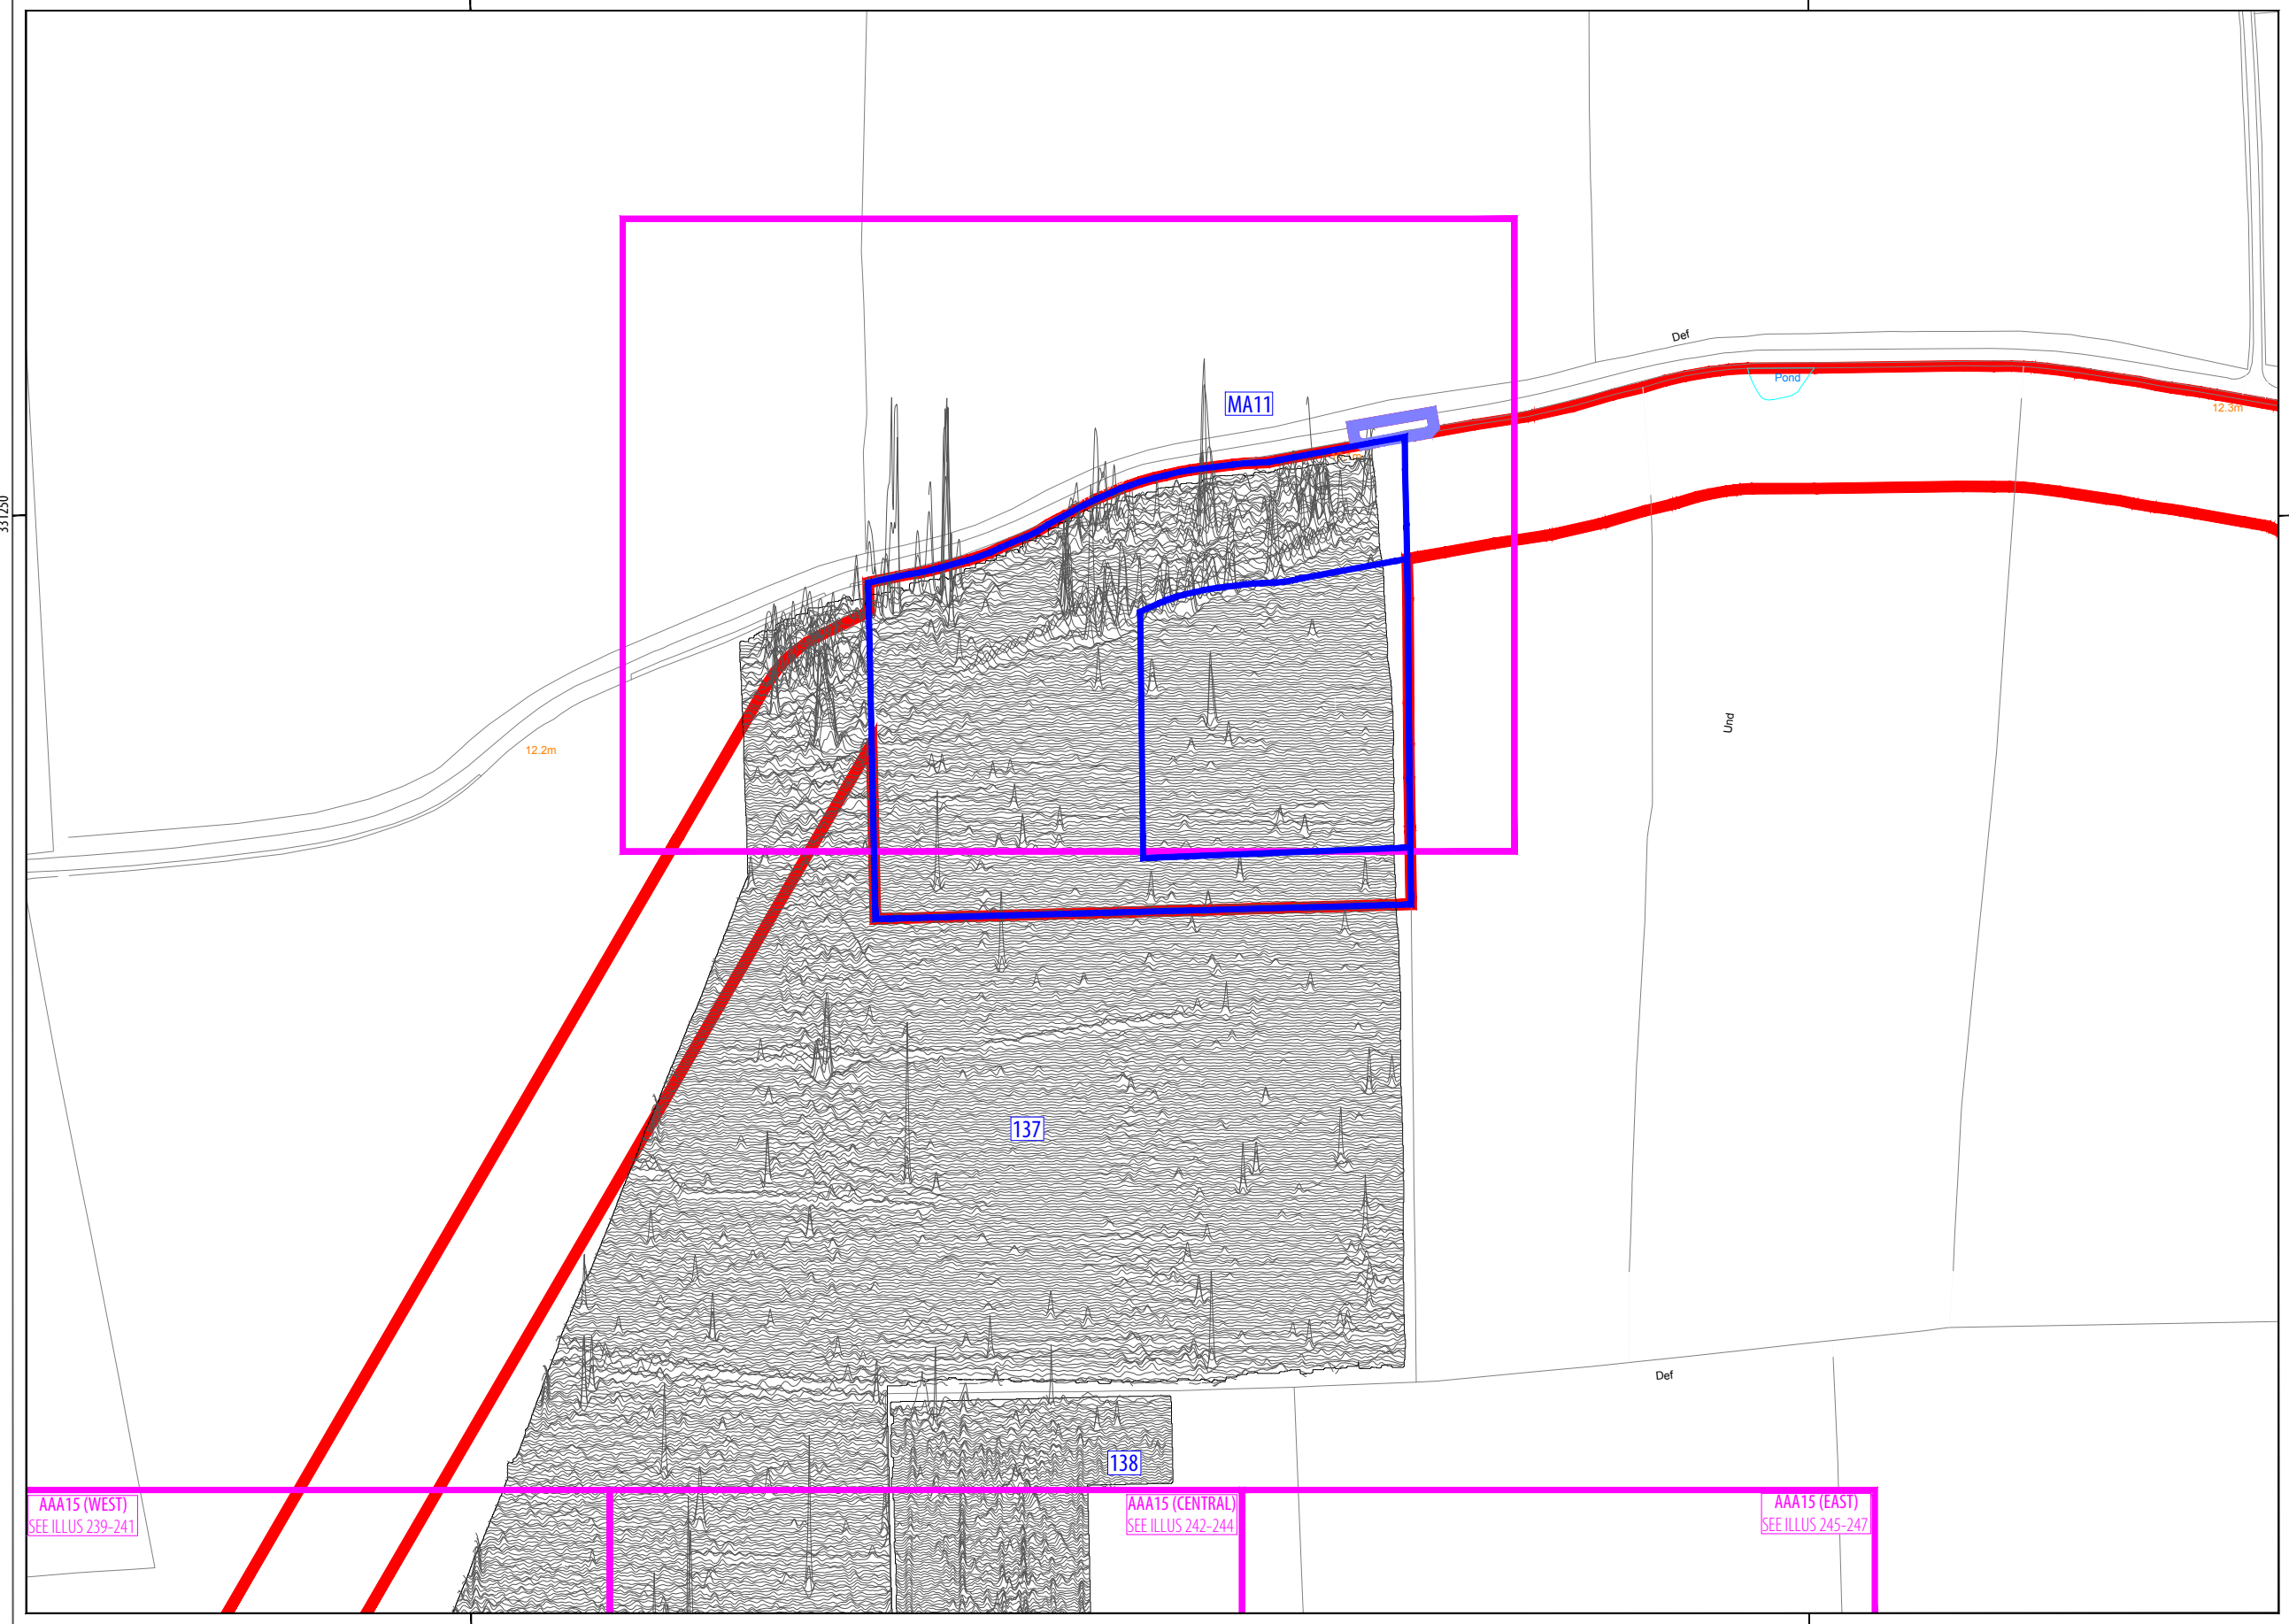 Def
Pond
MA11
12.3m
331250
Und
12.2m
137
Def
138
AAA15 (WEST)
SEE ILLUS 239-241
AAA15 (CENTRAL)
SEE ILLUS 242-244
AAA15 (EAST)
SEE ILLUS 245-247